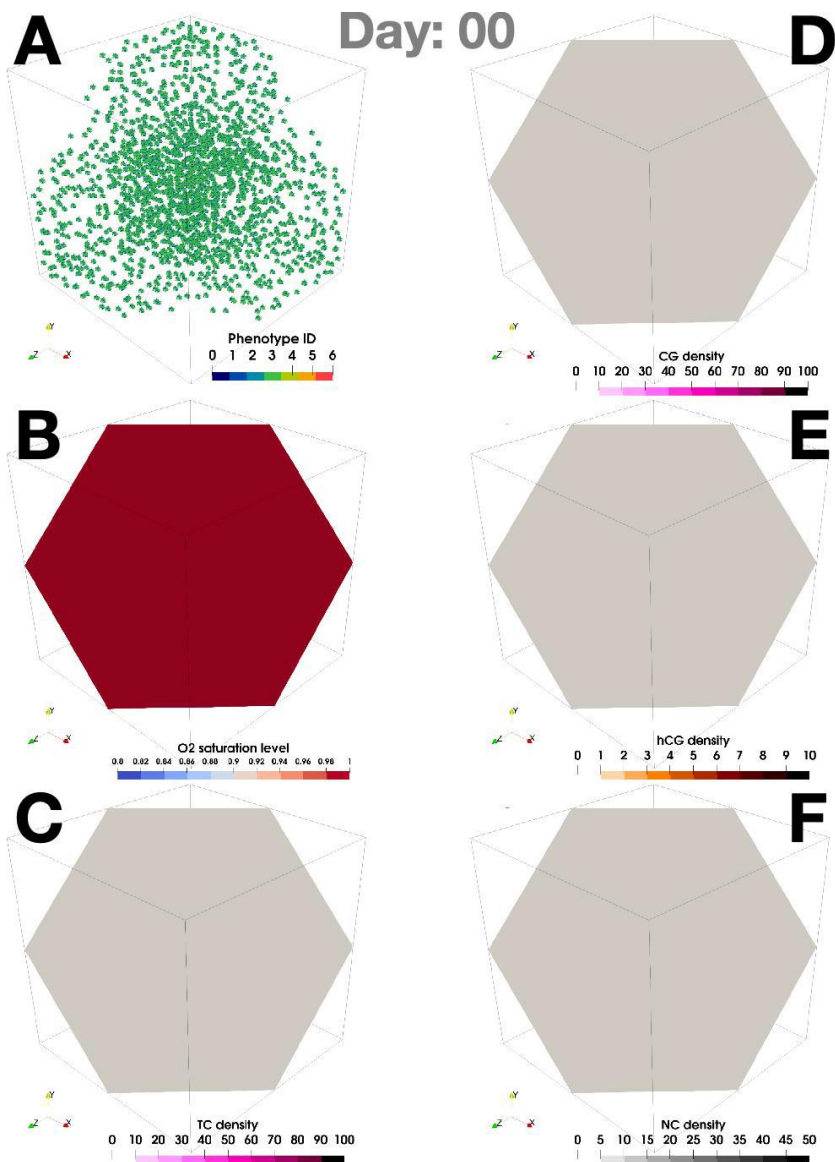 Day: 00
A
Phenotype ID
0 1 2 3 4 5 6
Y
Z X
D
CG density
0 10 20 30 40 50 60 70 80 90 100
Y
Z X
B
O2 saturation level
0.8 0.82 0.84 0.86 0.88 0.9 0.92 0.94 0.96 0.98 1
Y
Z X
E
hCG density
0 1 2 3 4 5 6 7 8 9 10
Y
Z X
C
TC density
0 10 20 30 40 50 60 70 80 90 100
Y
Z X
F
NC density
0 5 10 15 20 25 30 35 40 45 50
Y
Z X